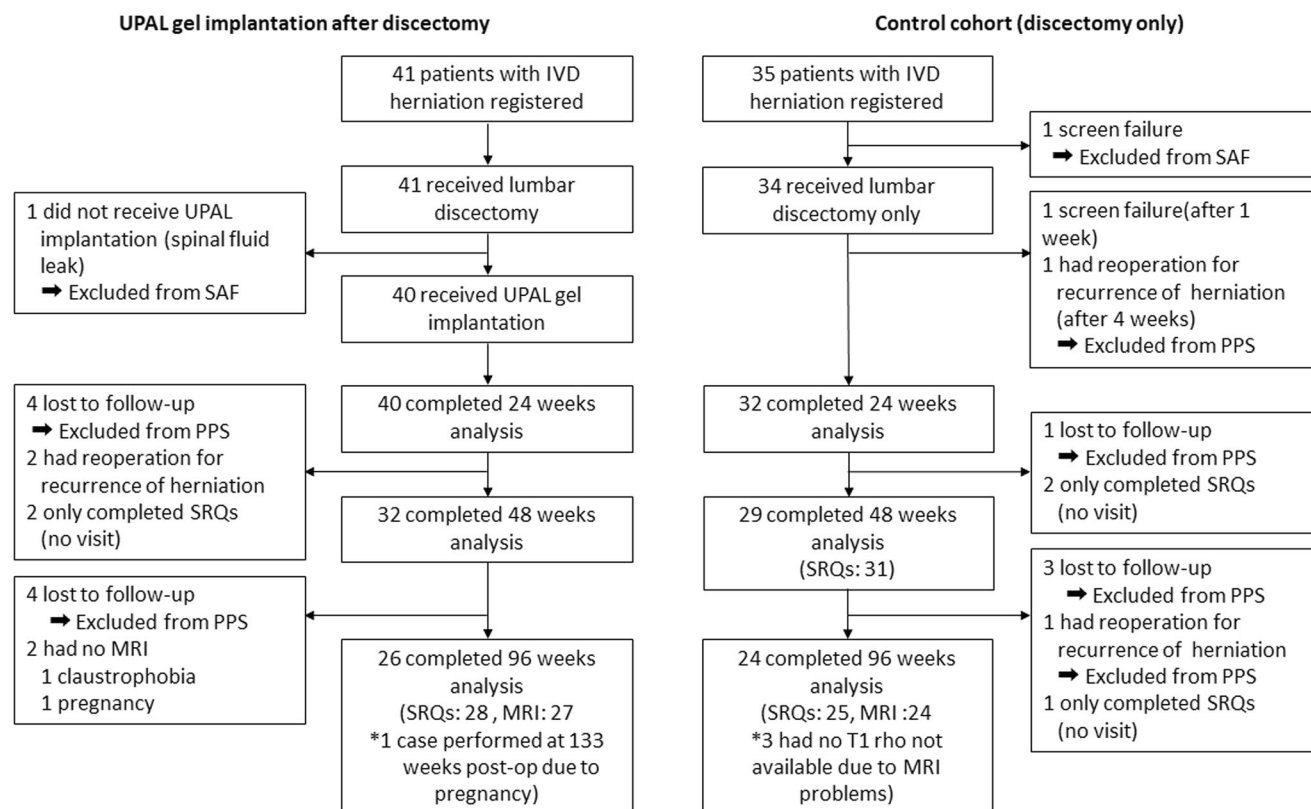 UPAL gel implantation after discectomy
41 patients with IVD
herniation registered
41 received lumbar
discectomy
1 did not receive UPAL
implantation (spinal fluid
leak)
➡ Excluded from SAF
40 received UPAL gel
implantation
40 completed 24 weeks
analysis
4 lost to follow-up
➡ Excluded from PPS
2 had reoperation for
recurrence of herniation
2 only completed SRQs
(no visit)
32 completed 48 weeks
analysis
4 lost to follow-up
➡ Excluded from PPS
2 had no MRI
1 claustrophobia
1 pregnancy
26 completed 96 weeks
analysis
(SRQs: 28 , MRI: 27
*1 case performed at 133
weeks post-op due to
pregnancy)
Control cohort (discectomy only)
35 patients with IVD
herniation registered
1 screen failure
➡ Excluded from SAF
34 received lumbar
discectomy only
1 screen failure(after 1
week)
1 had reoperation for
recurrence of herniation
(after 4 weeks)
➡ Excluded from PPS
32 completed 24 weeks
analysis
1 lost to follow-up
➡ Excluded from PPS
2 only completed SRQs
(no visit)
29 completed 48 weeks
analysis
(SRQs: 31)
3 lost to follow-up
➡ Excluded from PPS
1 had reoperation for
recurrence of herniation
➡ Excluded from PPS
1 only completed SRQs
(no visit)
24 completed 96 weeks
analysis
(SRQs: 25, MRI :24
*3 had no T1 rho not
available due to MRI
problems)